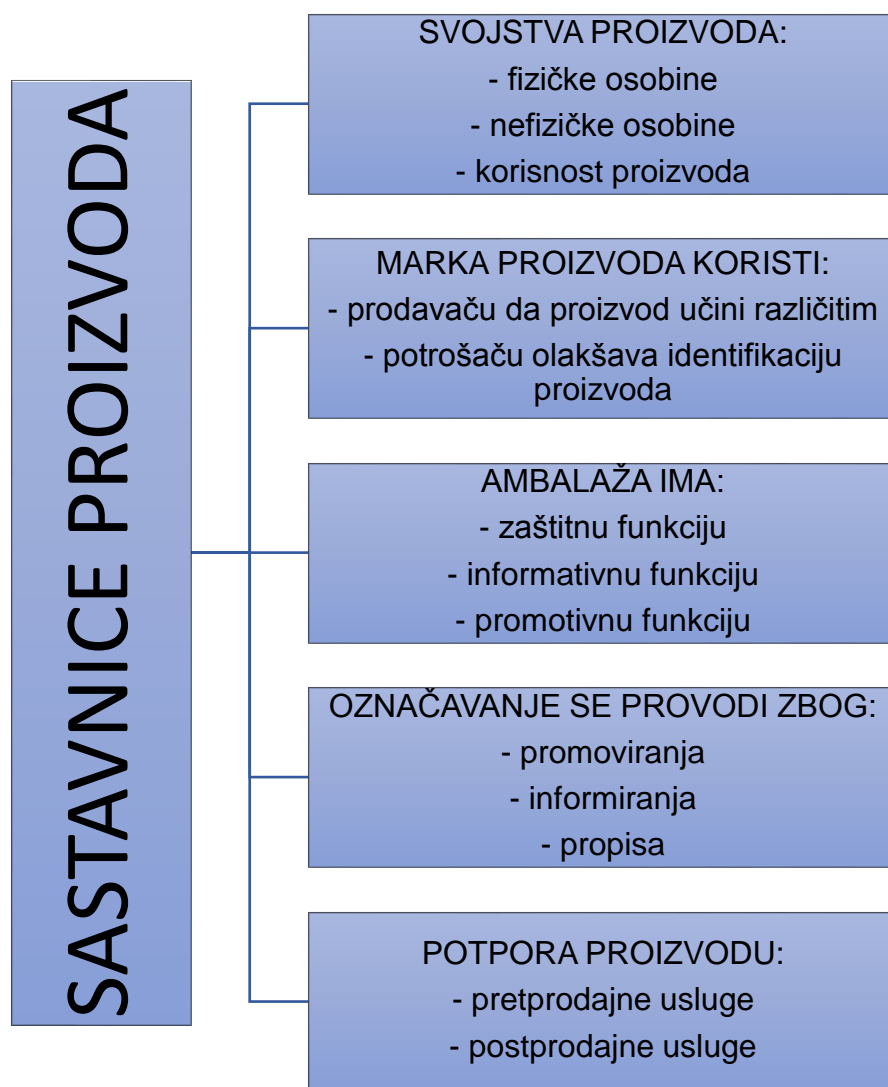 SASTAVNICE PROIZVODA
SVOJSTVA PROIZVODA:
- fizičke osobine
- nefizičke osobine
- korisnost proizvoda
MARKA PROIZVODA KORISTI:
- prodavaču da proizvod učini različitim
- potrošaču olakšava identifikaciju
proizvoda
AMBALAŽA IMA:
- zaštitnu funkciju
- informativnu funkciju
- promotivnu funkciju
OZNAČAVANJE SE PROVODI ZBOG:
- promoviranja
- informiranja
- propisa
POTPORA PROIZVODU:
- pretprodajne usluge
- postprodajne usluge